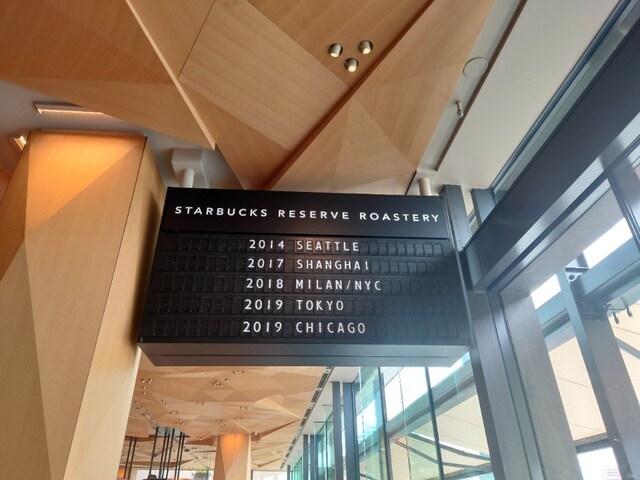 STARBUCKS RESERVE ROASTERY
2014 SEATTLE
2017 SHANGHAI
2018 MILAN/NYC
2019 TOKYO
2019 CHICAGO